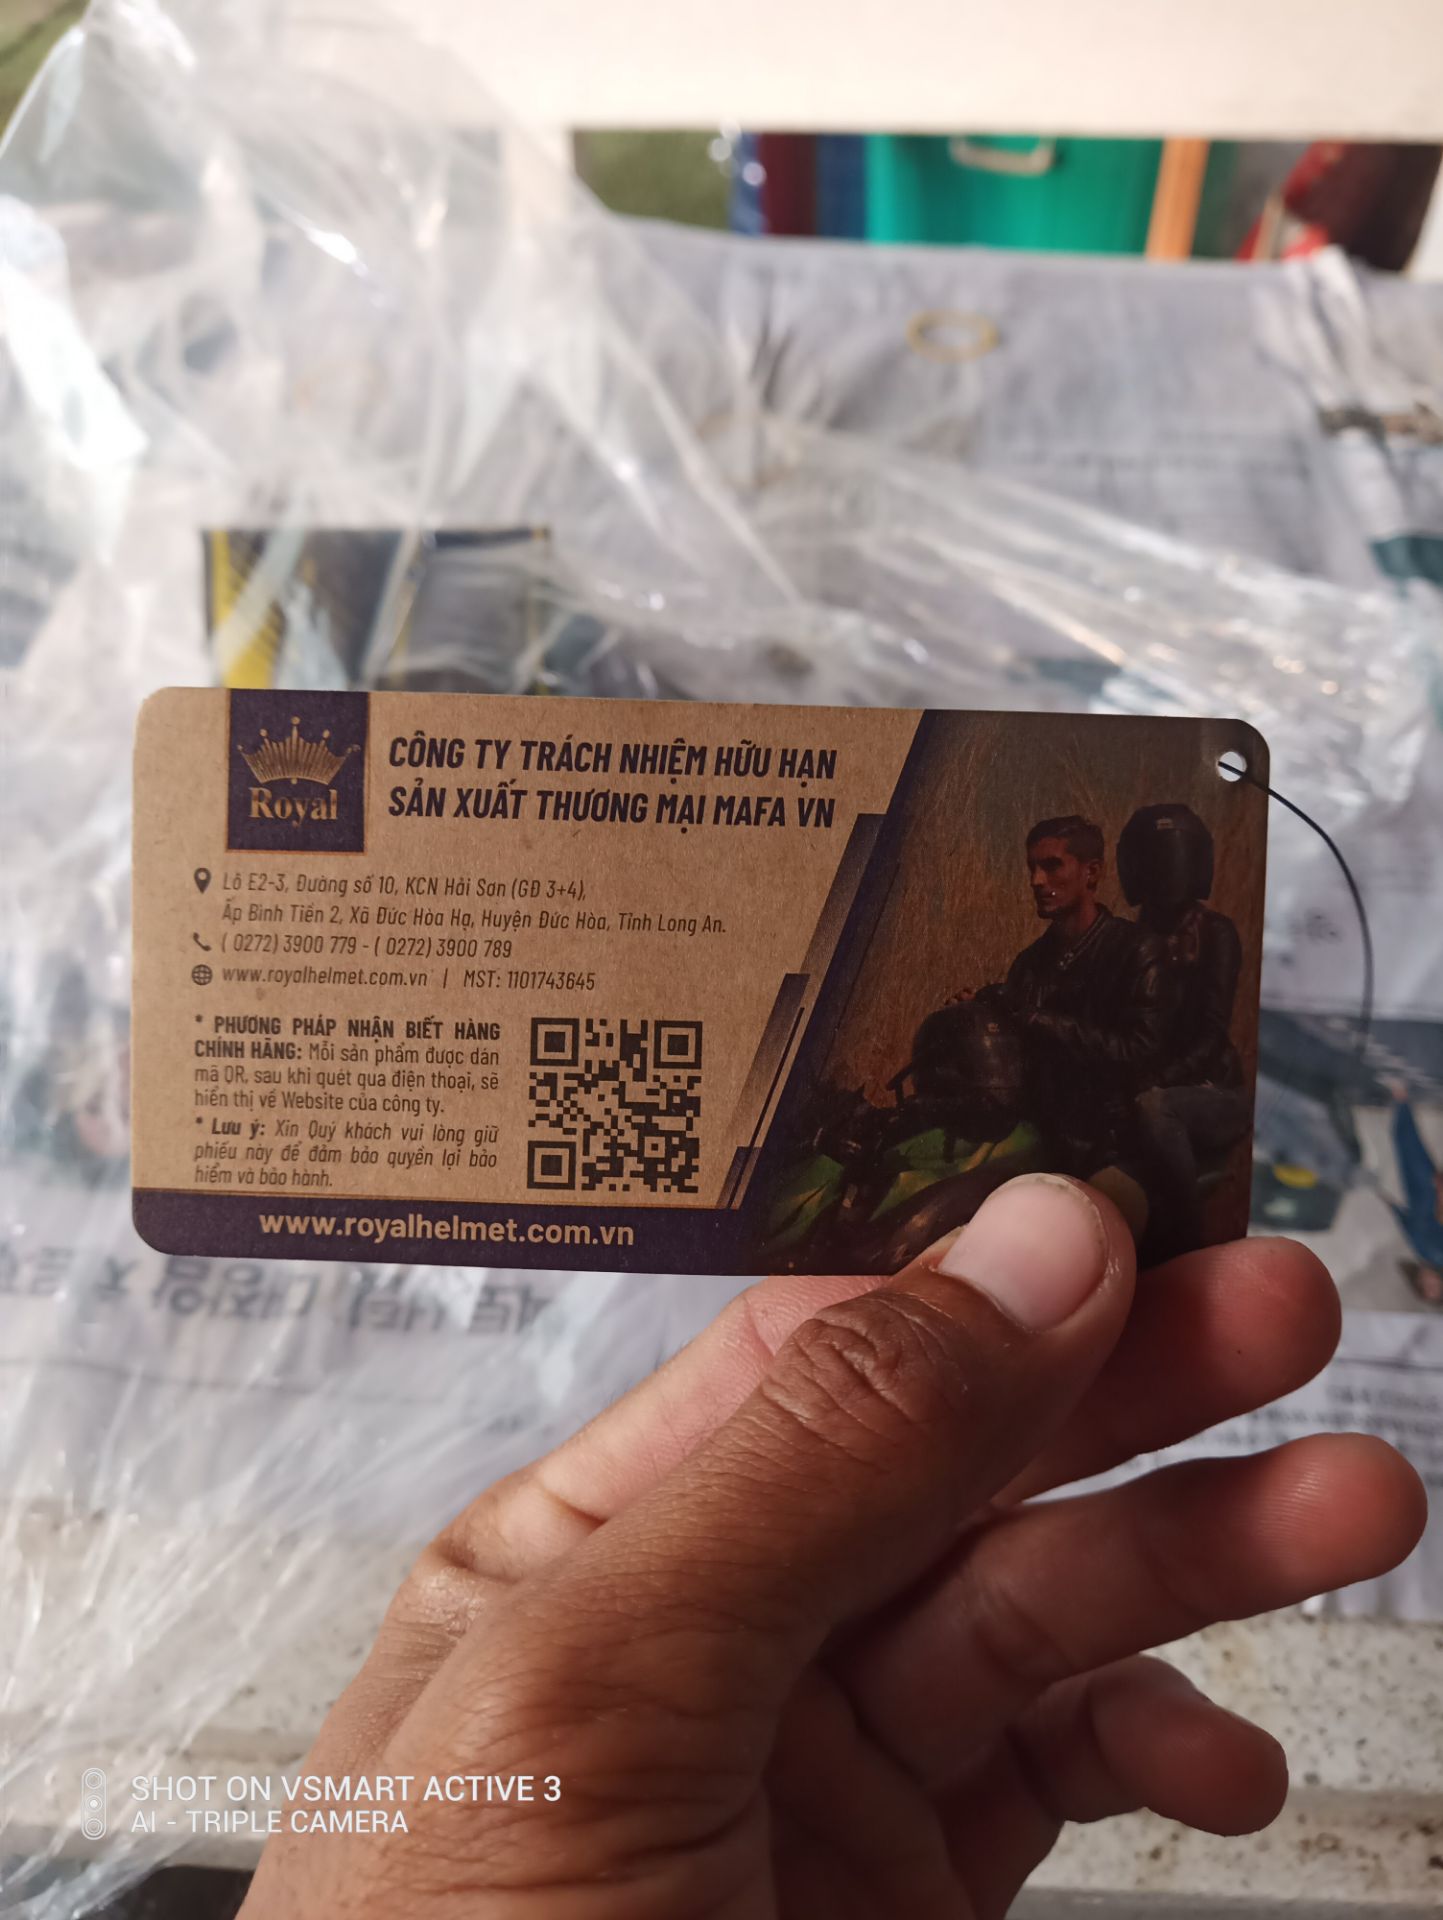 Royal
CÔNG TY TRÁCH NHIỆM HỮU HẠN
SẢN XUẤT THƯƠNG MẠI MAFA VN
Lô E2-3, Đường số 10, KCN Hải Sơn (GĐ 3+4),
Ấp Bình Tiền 2, Xã Đức Hòa Hạ, Huyện Đức Hòa, Tỉnh Long An.
( 0272) 3900 779 - ( 0272) 3900 789
www.royalhelmet.com.vn | MST: 1101743645
* PHƯƠNG PHÁP NHẬN BIẾT HÀNG
CHÍNH HÃNG: Mỗi sản phẩm được dán
mã QR, sau khi quét qua điện thoại, sẽ
hiển thị về Website của công ty.
* Lưu ý: Xin Quý khách vui lòng giữ
phiếu này để đảm bảo quyền lợi bảo
hiểm và bảo hành.
www.royalhelmet.com.vn
SHOT ON VSMART ACTIVE 3
AI - TRIPLE CAMERA